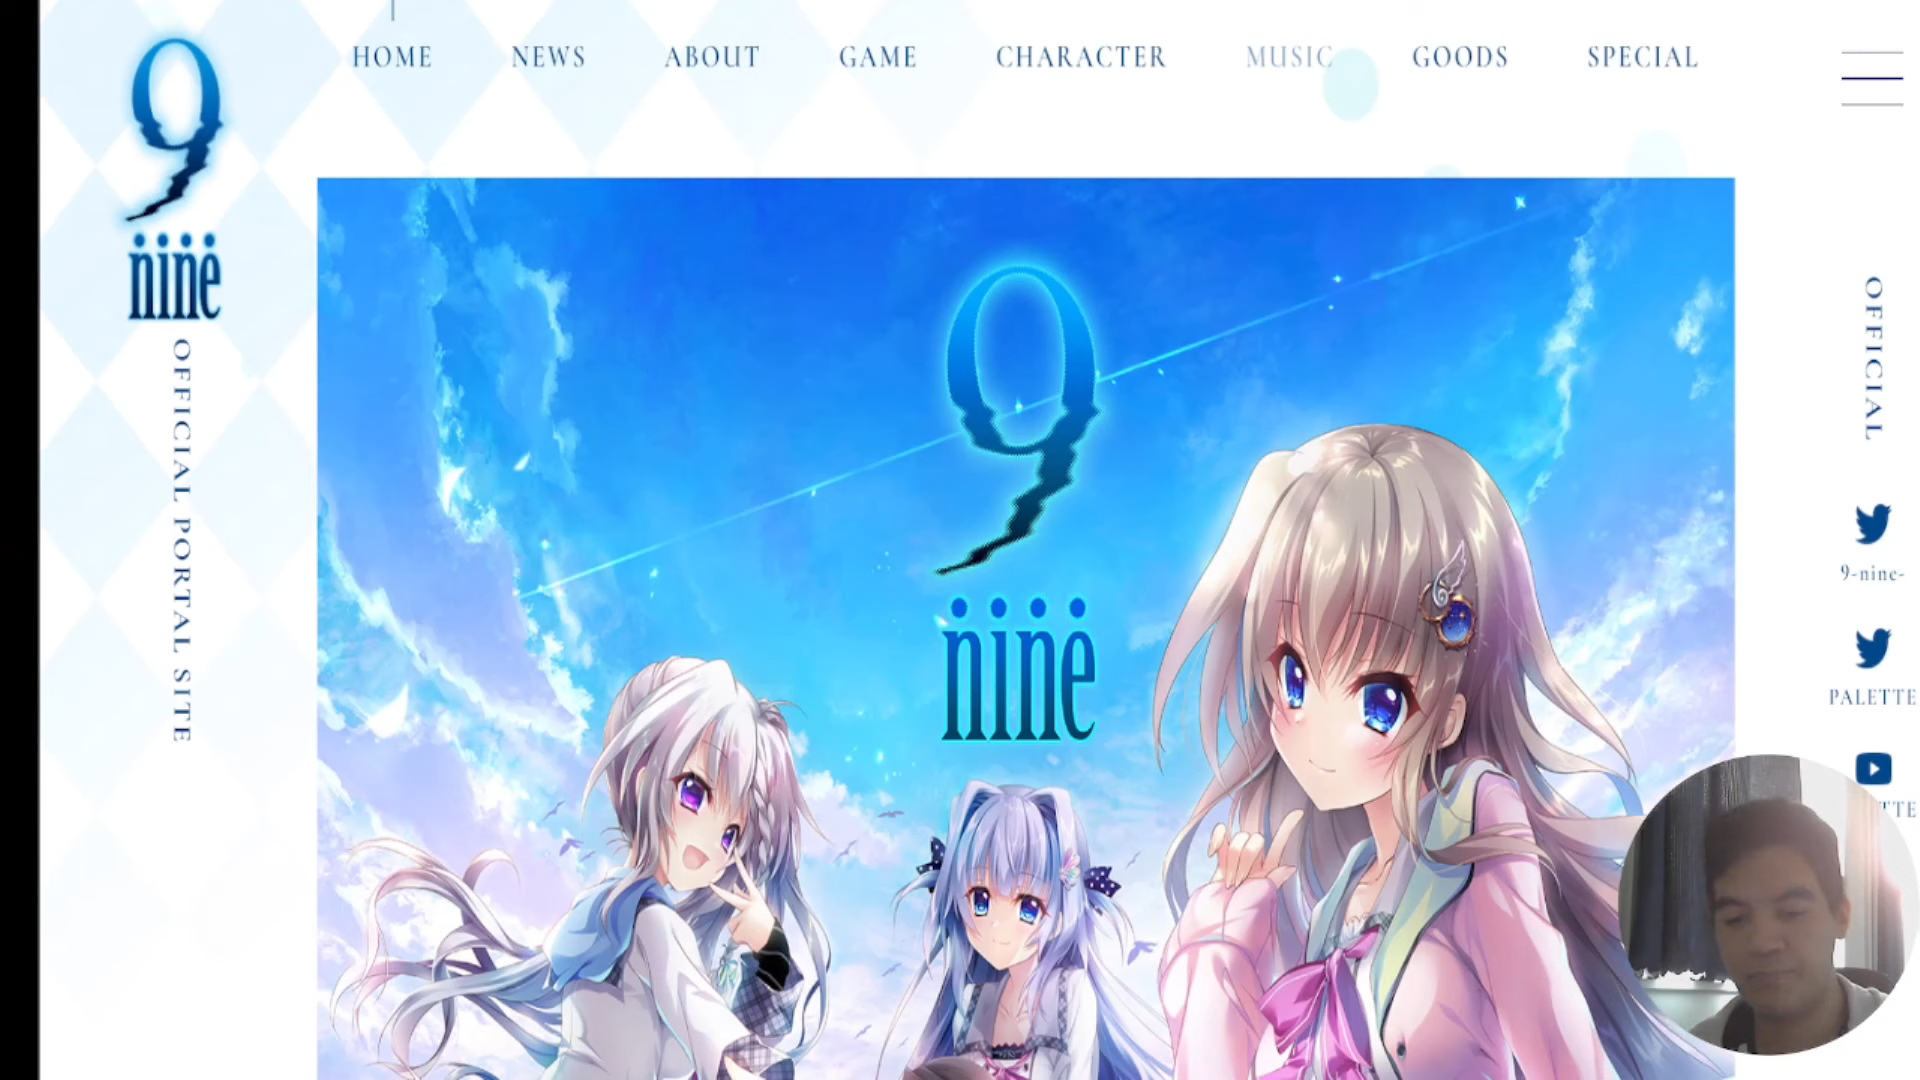 HOME NEWS ABOUT GAME CHARACTER MUSIC GOODS SPECIAL
9
nine
OFFICIAL PORTAL SITE
9
nine
OFFICIAL
9-nine-
PALETTE